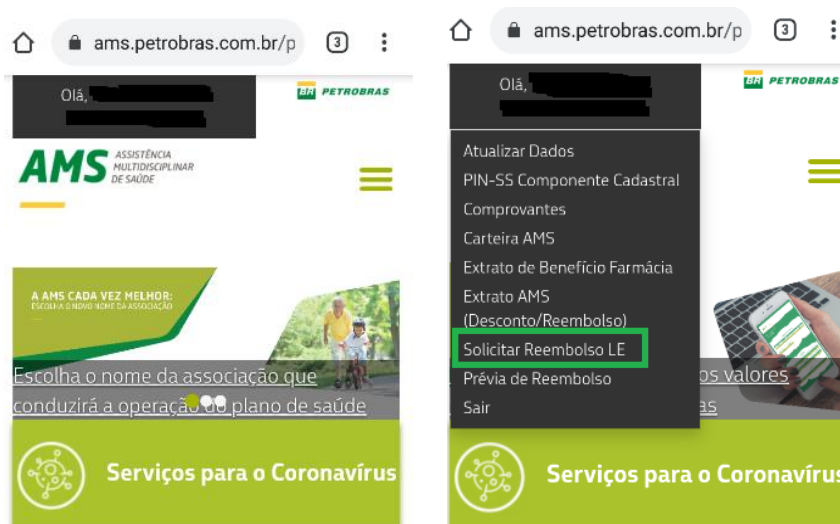 ams.petrobras.com.br/p
3
Olá,
BR PETROBRAS
AMS
ASSISTÊNCIA
MULTIDISCIPLINAR
DE SAÚDE
A AMS CADA VEZ MELHOR:
ESCOLHA O NOVO NOME DA ASSOCIAÇÃO
Escolha o nome da associação que
conduzirá a operação do plano de saúde
Serviços para o Coronavírus
ams.petrobras.com.br/p
3
Olá,
BR PETROBRAS
Atualizar Dados
PIN-SS Componente Cadastral
Comprovantes
Carteira AMS
Extrato de Benefício Farmácia
Extrato AMS
(Desconto/Reembolso)
Solicitar Reembolso LE
Prévia de Reembolso
Sair
os valores
as
Serviços para o Coronavírus